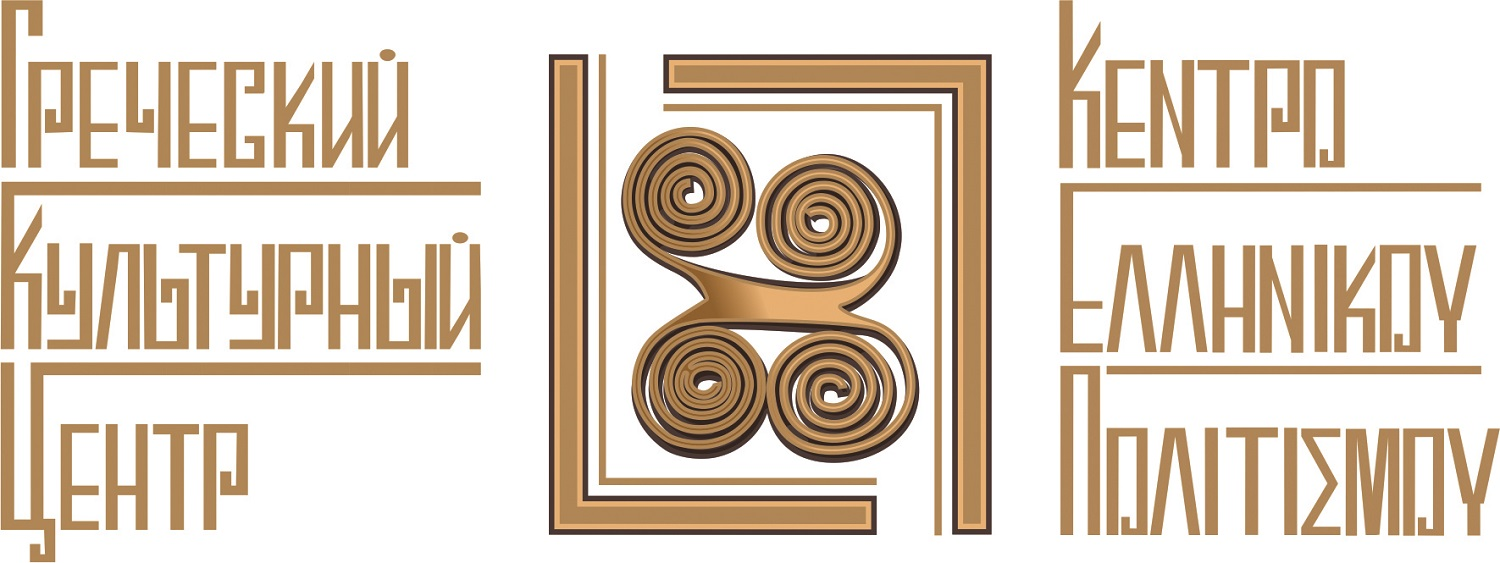 Греческий
Культурный
Центр
Κεντρο
Ελληνικου
Πολιτισμου